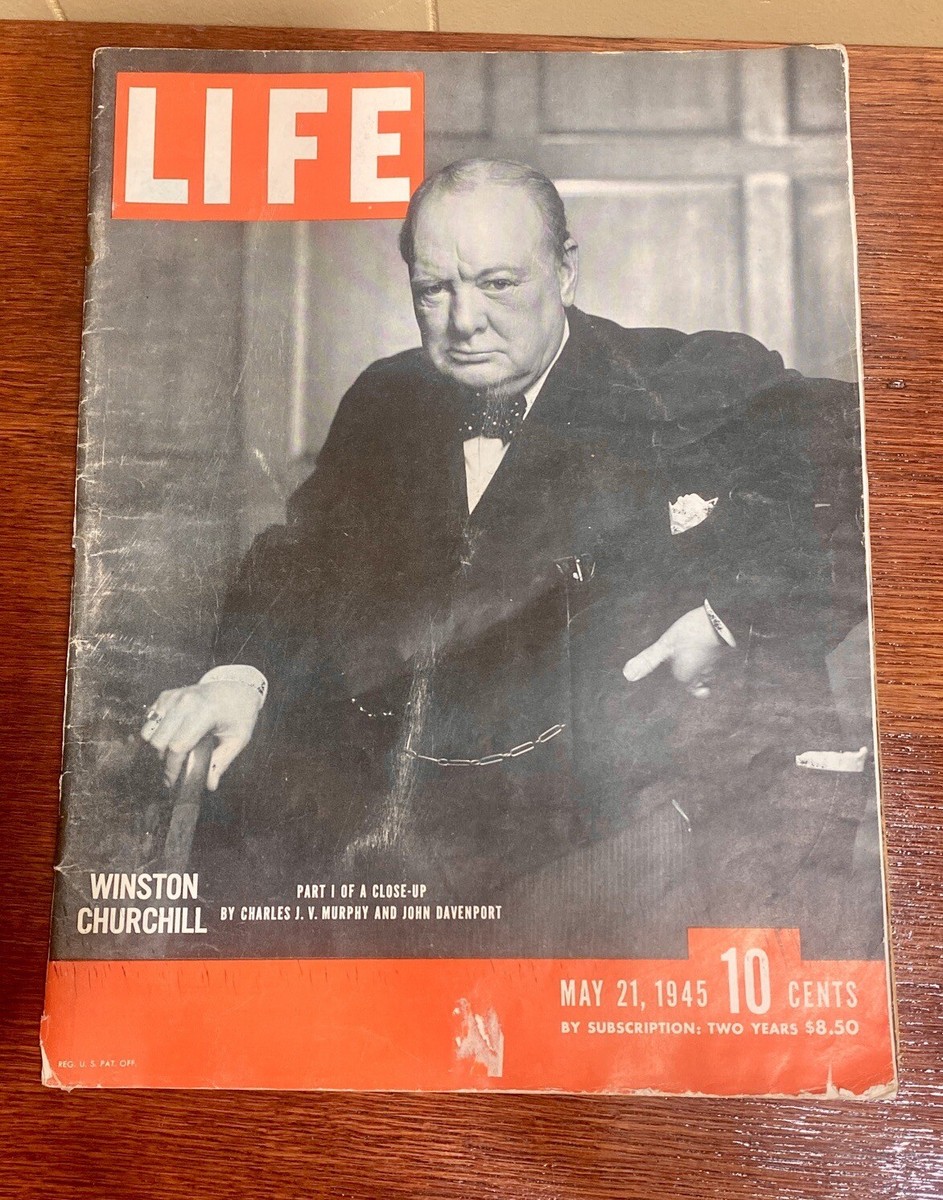 LIFE
WINSTON
CHURCHILL
PART I OF A CLOSE-UP
BY CHARLES J. V. MURPHY AND JOHN DAVENPORT
MAY 21, 1945 10 CENTS
BY SUBSCRIPTION: TWO YEARS $8.50
REG. U. S. PAT. OFF.